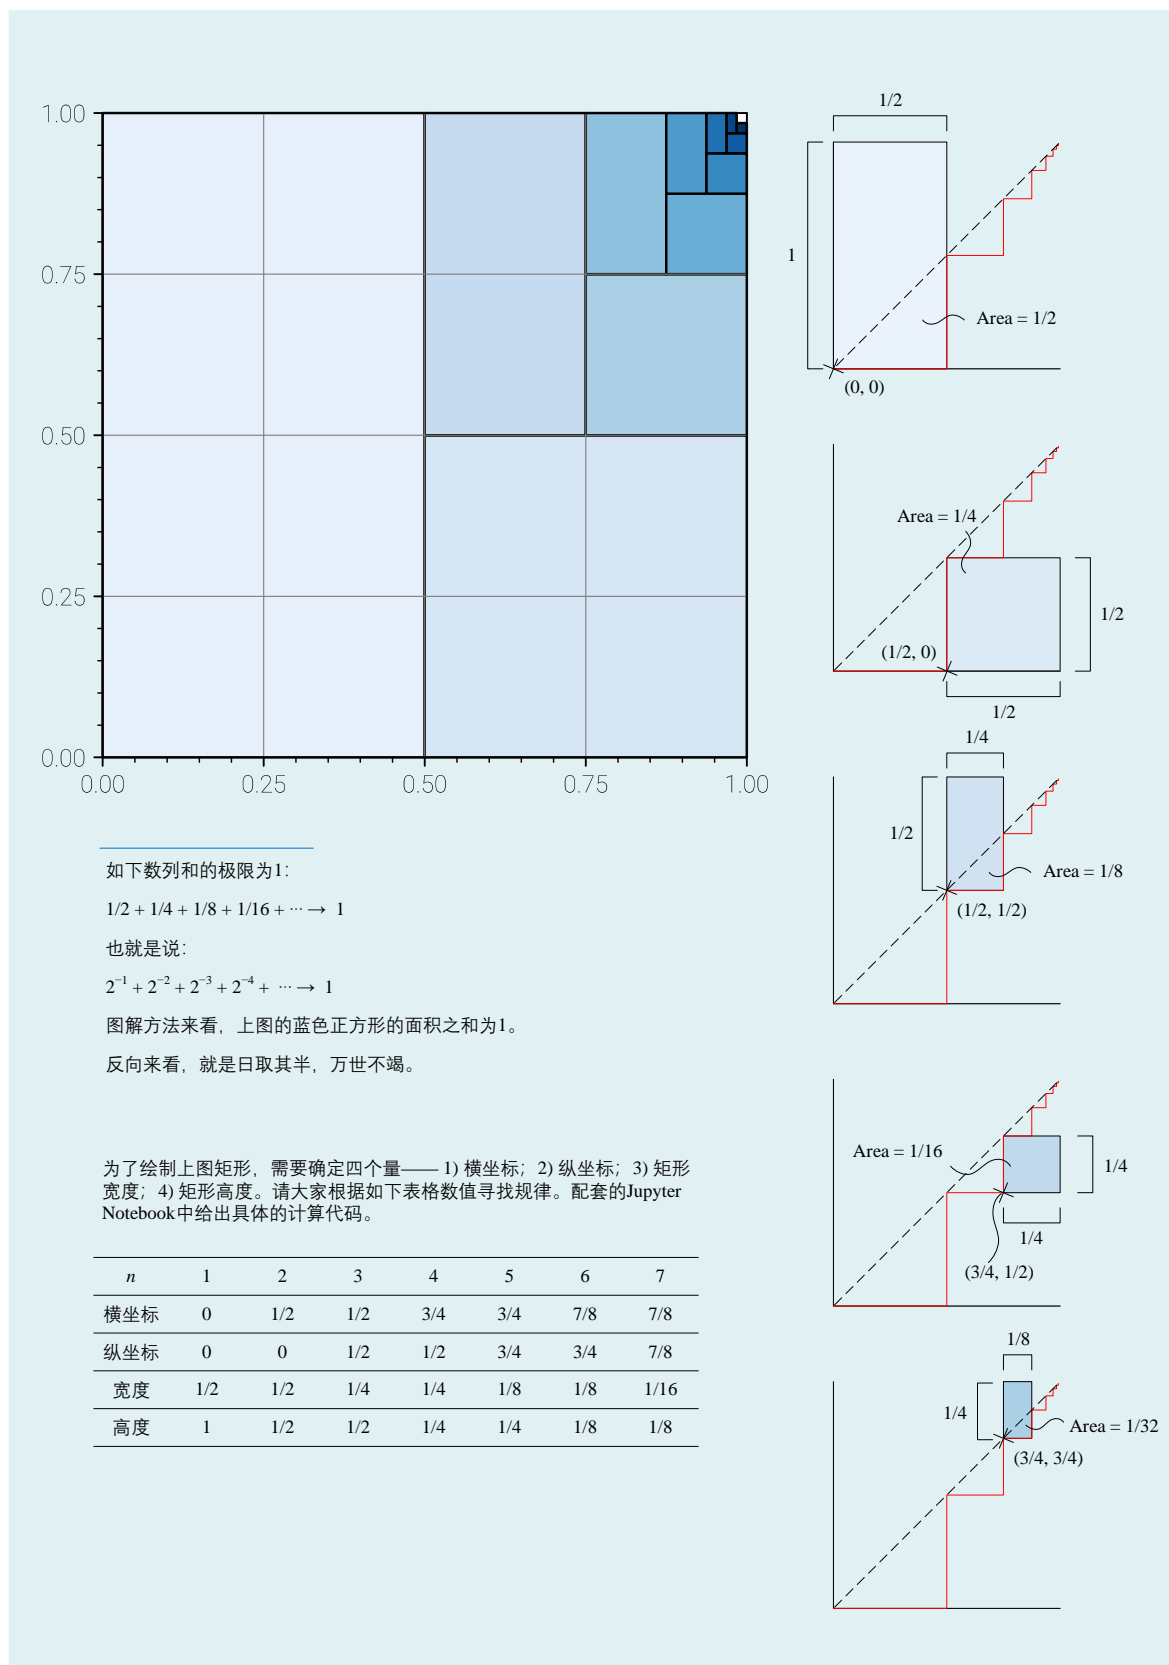 1.00
0.75
0.50
0.25
0.00
0.00 0.25 0.50 0.75 1.00
1/2
1
Area = 1/2
(0, 0)
Area = 1/4
1/2
(1/2, 0)
1/2
1/4
1/2
Area = 1/8
(1/2, 1/2)
Area = 1/16
1/4
1/4
(3/4, 1/2)
1/8
1/4
Area = 1/32
(3/4, 3/4)
如下数列和的极限为1：
1/2 + 1/4 + 1/8 + 1/16 + ··· → 1
也就是说：
2⁻¹ + 2⁻² + 2⁻³ + 2⁻⁴ + ··· → 1
图解方法来看，上图的蓝色正方形的面积之和为1。
反向来看，就是日取其半，万世不竭。
为了绘制上图矩形，需要确定四个量—— 1) 横坐标；2) 纵坐标；3) 矩形
宽度；4) 矩形高度。请大家根据如下表格数值寻找规律。配套的Jupyter
Notebook中给出具体的计算代码。
n 1 2 3 4 5 6 7
横坐标 0 1/2 1/2 3/4 3/4 7/8 7/8
纵坐标 0 0 1/2 1/2 3/4 3/4 7/8
宽度 1/2 1/2 1/4 1/4 1/8 1/8 1/16
高度 1 1/2 1/2 1/4 1/4 1/8 1/8